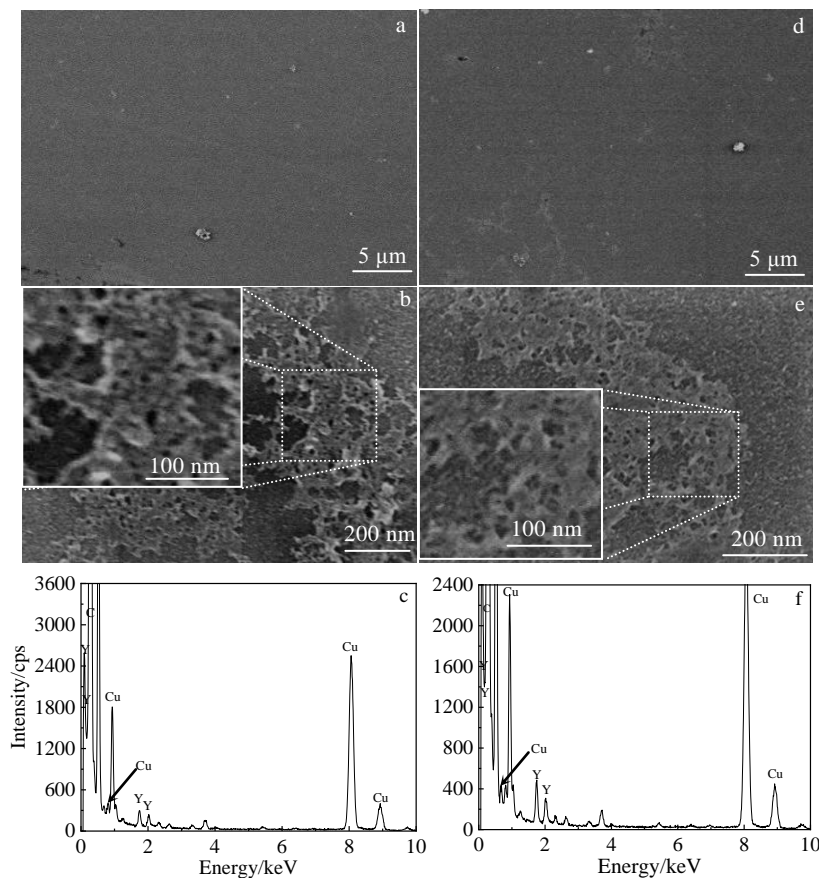 a
5 μm
d
5 μm
b
100 nm
200 nm
e
100 nm
200 nm
c
3600
3000
2400
1800
1200
600
0
Intensity/cps
C
Y
Y
Cu
Cu
Y
Y
Cu
Cu
0
2
4
6
8
10
Energy/keV
f
2400
2000
1600
1200
800
400
0
C
Y
Y
Cu
Cu
Y
Y
Cu
Cu
0
2
4
6
8
10
Energy/keV